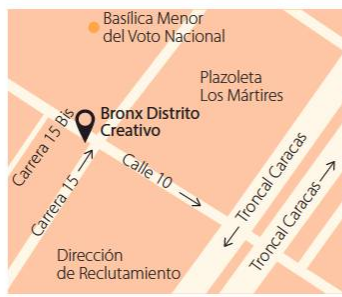 Basílica Menor
del Voto Nacional
Plazoleta
Los Mártires
Bronx Distrito
Creativo
Carrera 15 Bis
Calle 10
Carrera 15
Troncal Caracas
Troncal Caracas
Dirección
de Reclutamiento